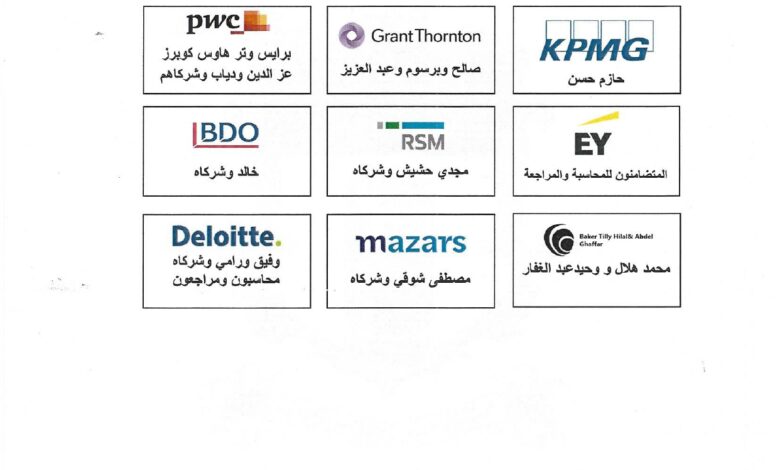 pwc
برايس وتر هاوس كوبرز
عز الدين ودياب وشركاهم
Grant Thornton
صالح وبرسوم وعبد العزيز
KPMG
حازم حسن
BDO
خالد وشركاه
RSM
مجدي حشيش وشركاه
EY
المتضامنون للمحاسبة والمراجعة
Deloitte.
وفيق ورامي وشركاه
محاسبون ومراجعون
mazars
مصطفى شوقي وشركاه
Baker Tilly Hilal& Abdel
Ghaffar
محمد هلال و وحيدعبد الغفار